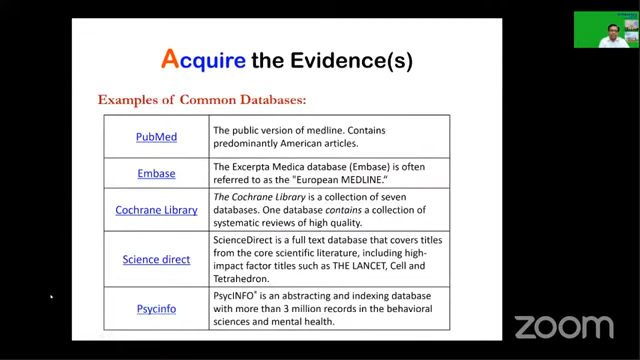 Acquire the Evidence(s)
Examples of Common Databases:
PubMed
The public version of medline. Contains
predominantly American articles.
Embase
The Excerpta Medica database (Embase) is often
referred to as the "European MEDLINE."
Cochrane Library
The Cochrane Library is a collection of seven
databases. One database contains a collection of
systematic reviews of high quality.
Science direct
ScienceDirect is a full text database that covers titles
from the core scientific literature, including high-
impact factor titles such as THE LANCET, Cell and
Tetrahedron.
Psycinfo
PsycINFO® is an abstracting and indexing database
with more than 3 million records in the behavioral
sciences and mental health.
zoom